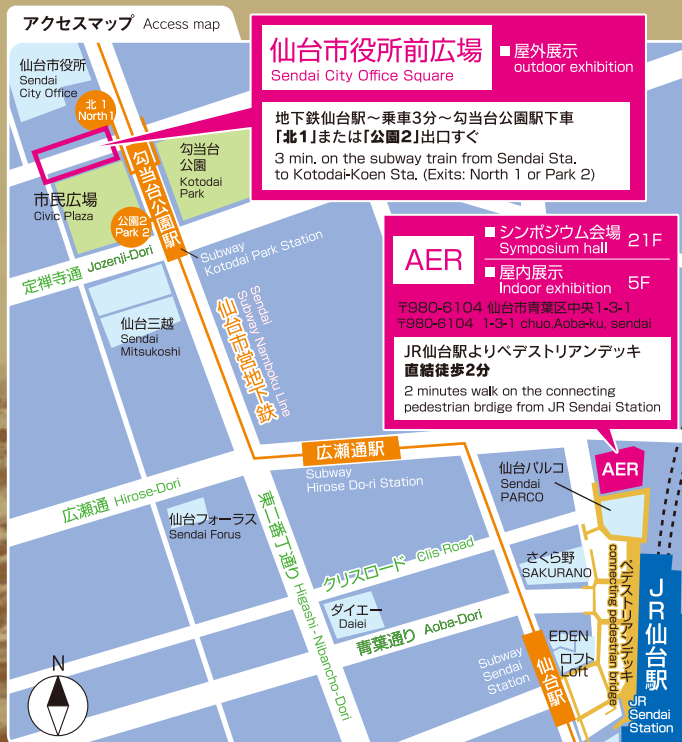 アクセスマップ Access map
仙台市役所前広場
Sendai City Office Square
■ 屋外展示
outdoor exhibition
地下鉄仙台駅～乗車3分～勾当台公園駅下車
「北1」または「公園2」出口すぐ
3 min. on the subway train from Sendai Sta.
to Kotodai-Koen Sta. (Exits: North 1 or Park 2)
仙台市役所
Sendai
City Office
北 1
North1
勾当台
公園
Kotodai
Park
市民広場
Civic Plaza
公園2
Park 2
勾当台公園駅
Subway
Kotodai Park Station
定禅寺通 Jozenji-Dori
AER
■ シンポジウム会場
Symposium hall
21F
■ 屋内展示
Indoor exhibition
5F
〒980-6104 仙台市青葉区中央1-3-1
〒980-6104 1-3-1 chuo,Aoba-ku, sendai
JR仙台駅よりペデストリアンデッキ
直結徒歩2分
2 minutes walk on the connecting
pedestrian brdige from JR Sendai Station
仙台三越
Sendai
Mitsukoshi
仙台市営地下鉄
Sendai
Subway Namboku Line
広瀬通駅
Subway
Hirose Do-ri Station
仙台パルコ
Sendai
PARCO
AER
広瀬通 Hirose-Dori
仙台フォーラス
Sendai Forus
東二番丁通り Higashi-Nibancho-Dori
クリスロード Clis Road
さくら野
SAKURANO
ペデストリアンデッキ
connecting pedestrian bridge
ダイエー
Daiei
青葉通り Aoba-Dori
EDEN
ロフト
Loft
Subway
Sendai
Station
仙台駅
JR仙台駅
JR
Sendai
Station
N